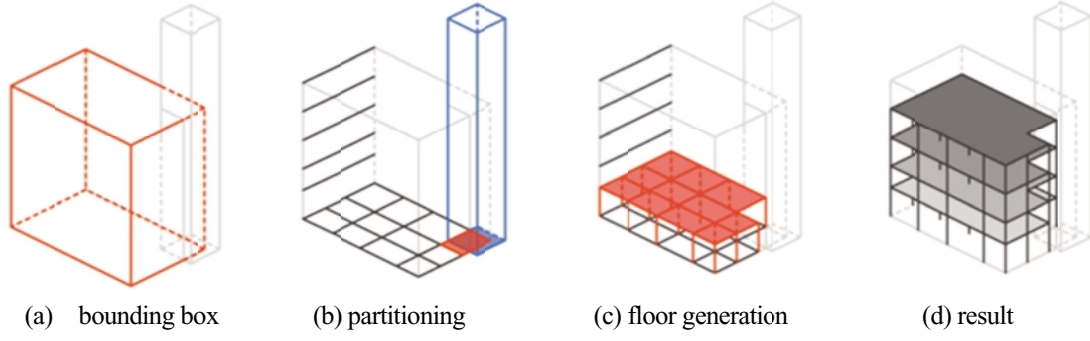 (a) bounding box
(b) partitioning
(c) floor generation
(d) result